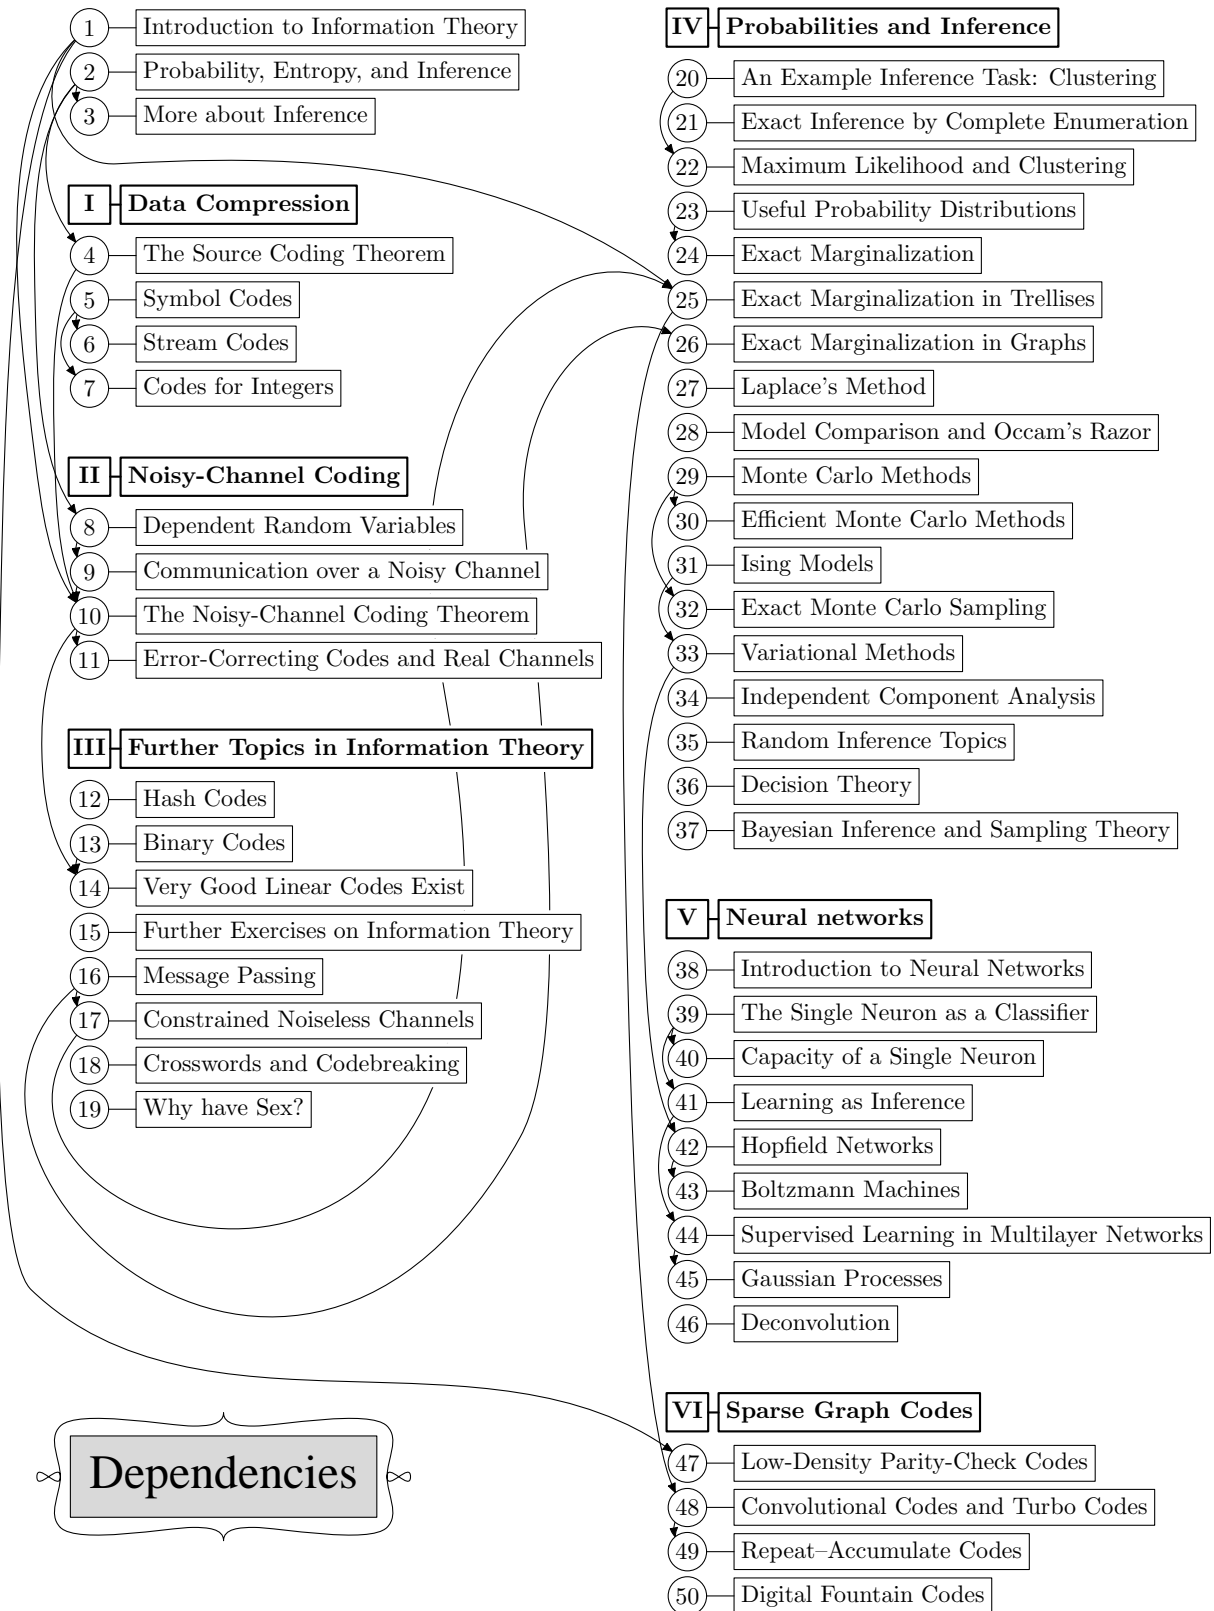 1 Introduction to Information Theory
2 Probability, Entropy, and Inference
3 More about Inference
I Data Compression
4 The Source Coding Theorem
5 Symbol Codes
6 Stream Codes
7 Codes for Integers
II Noisy-Channel Coding
8 Dependent Random Variables
9 Communication over a Noisy Channel
10 The Noisy-Channel Coding Theorem
11 Error-Correcting Codes and Real Channels
III Further Topics in Information Theory
12 Hash Codes
13 Binary Codes
14 Very Good Linear Codes Exist
15 Further Exercises on Information Theory
16 Message Passing
17 Constrained Noiseless Channels
18 Crosswords and Codebreaking
19 Why have Sex?
Dependencies
IV Probabilities and Inference
20 An Example Inference Task: Clustering
21 Exact Inference by Complete Enumeration
22 Maximum Likelihood and Clustering
23 Useful Probability Distributions
24 Exact Marginalization
25 Exact Marginalization in Trellises
26 Exact Marginalization in Graphs
27 Laplace's Method
28 Model Comparison and Occam's Razor
29 Monte Carlo Methods
30 Efficient Monte Carlo Methods
31 Ising Models
32 Exact Monte Carlo Sampling
33 Variational Methods
34 Independent Component Analysis
35 Random Inference Topics
36 Decision Theory
37 Bayesian Inference and Sampling Theory
V Neural networks
38 Introduction to Neural Networks
39 The Single Neuron as a Classifier
40 Capacity of a Single Neuron
41 Learning as Inference
42 Hopfield Networks
43 Boltzmann Machines
44 Supervised Learning in Multilayer Networks
45 Gaussian Processes
46 Deconvolution
VI Sparse Graph Codes
47 Low-Density Parity-Check Codes
48 Convolutional Codes and Turbo Codes
49 Repeat–Accumulate Codes
50 Digital Fountain Codes